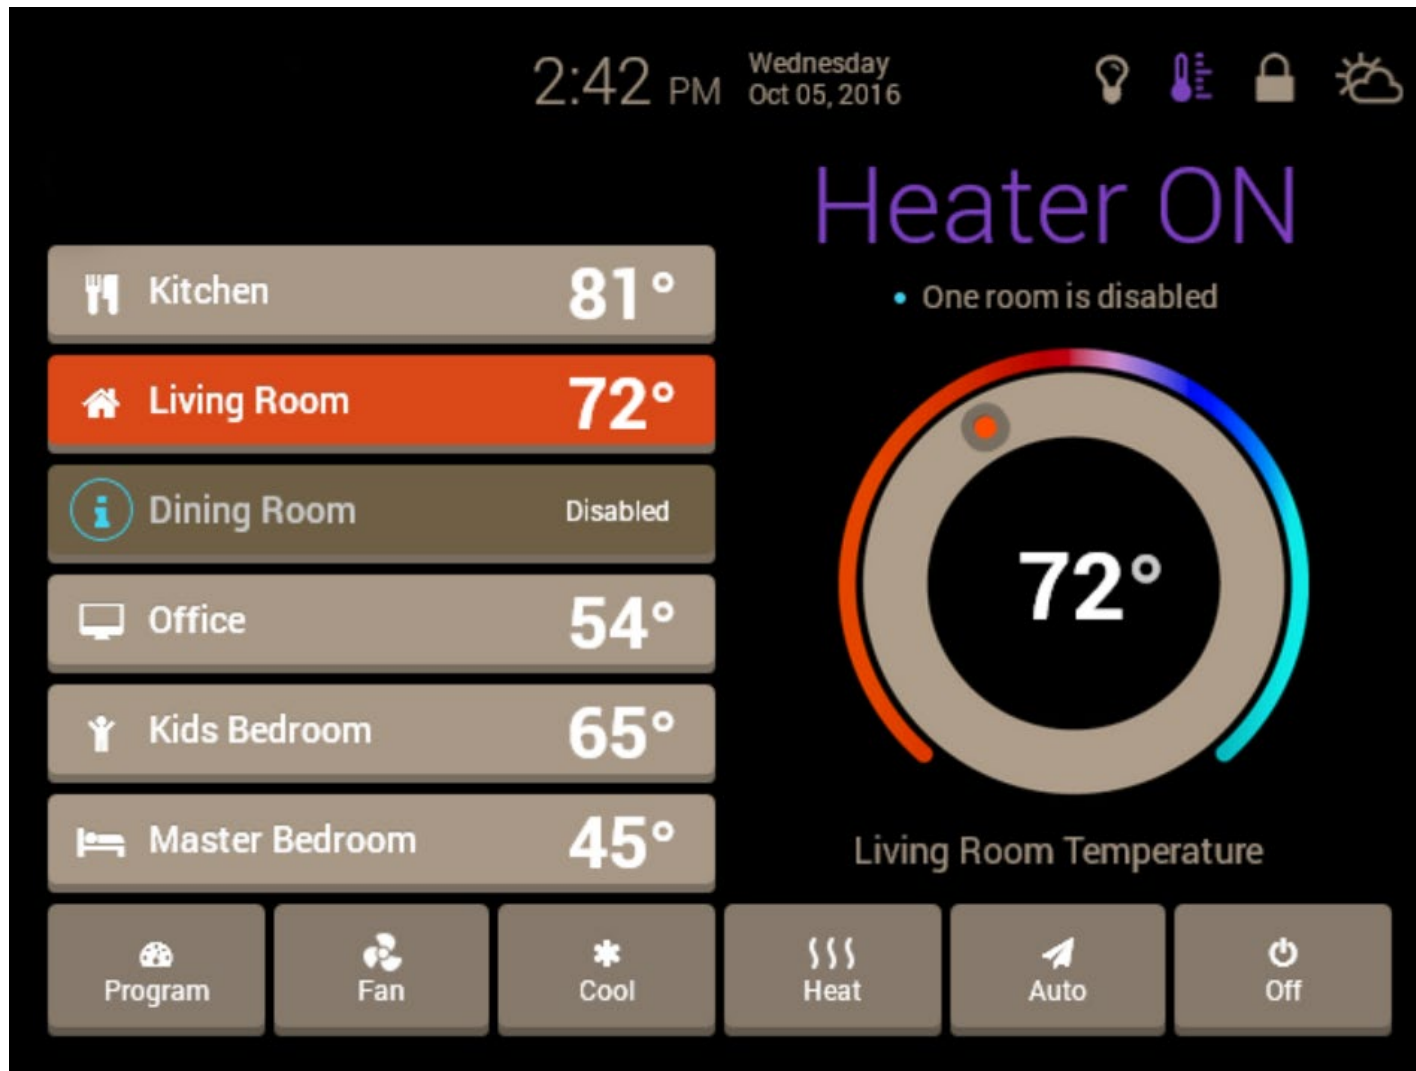 2:42 PM
Wednesday
Oct 05, 2016
Heater ON
One room is disabled
Kitchen 81°
Living Room 72°
Dining Room Disabled
Office 54°
Kids Bedroom 65°
Master Bedroom 45°
72°
Living Room Temperature
Program
Fan
Cool
Heat
Auto
Off